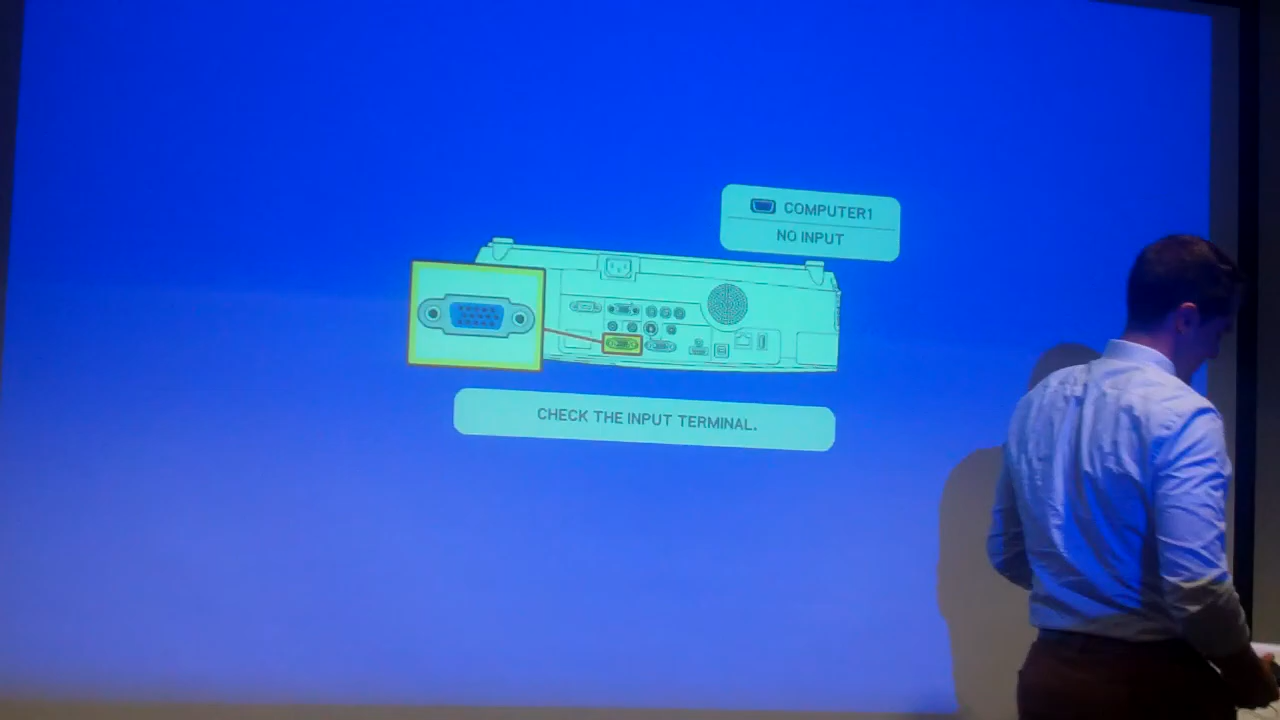 COMPUTER1
NO INPUT
CHECK THE INPUT TERMINAL.